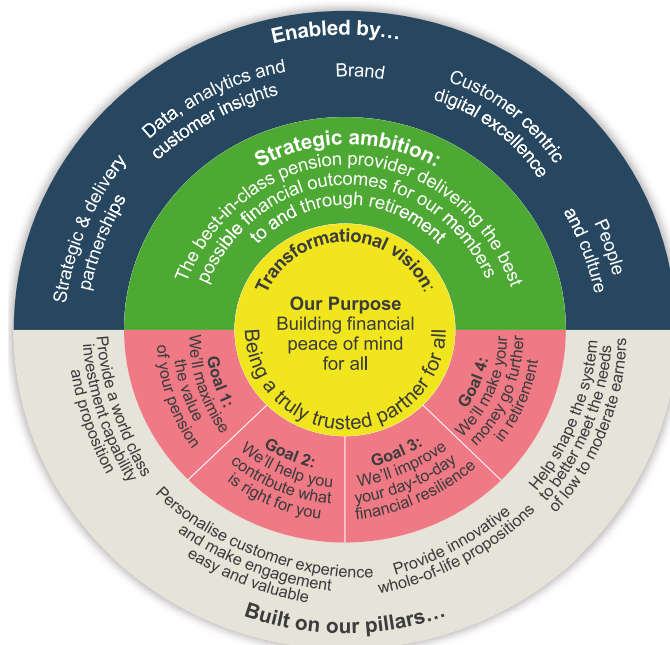 Enabled by…
Strategic & delivery
partnerships
Data, analytics and
customer insights
Brand
Customer centric
digital excellence
People
and culture
Strategic ambition:
The best-in-class pension provider delivering the best
possible financial outcomes for our members
to and through retirement
Transformational vision:
Our Purpose
Building financial
peace of mind
for all
Being a truly trusted partner for all
Goal 1:
We’ll maximise
the value
of your pension
Goal 2:
We’ll help you
contribute what
is right for you
Goal 3:
We’ll improve
your day-to-day
financial resilience
Goal 4:
We’ll make your
money go further
in retirement
Provide a world class
investment capability
and proposition
Personalise customer experience
and make engagement
easy and valuable
Provide innovative
whole-of-life propositions
Help shape the system
to better meet the needs
of low to moderate earners
Built on our pillars…